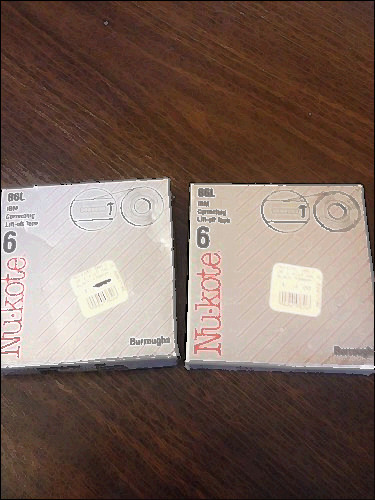 86L
IBM
Correcting
Lift-off Tape
6
Nu·kote
Burroughs
86L
IBM
Correcting
Lift-off Tape
6
Nu·kote
Burroughs